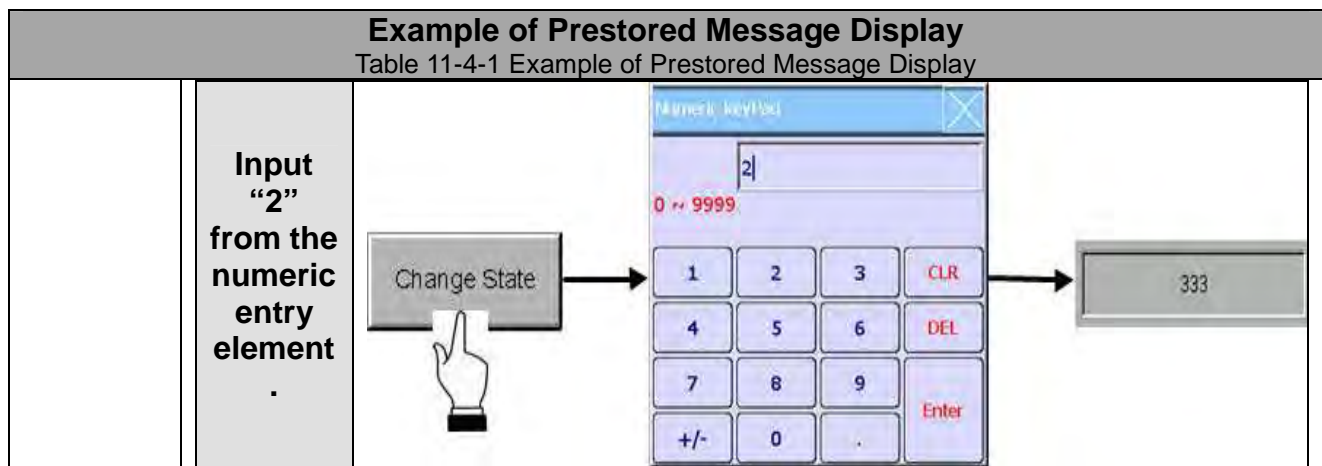 Example of Prestored Message Display
Table 11-4-1 Example of Prestored Message Display
Input
“2”
from the
numeric
entry
element
.
Change State
Numeric keyPad
2
0 ~ 9999
1 2 3 CLR
4 5 6 DEL
7 8 9
Enter
+/- 0 .
333